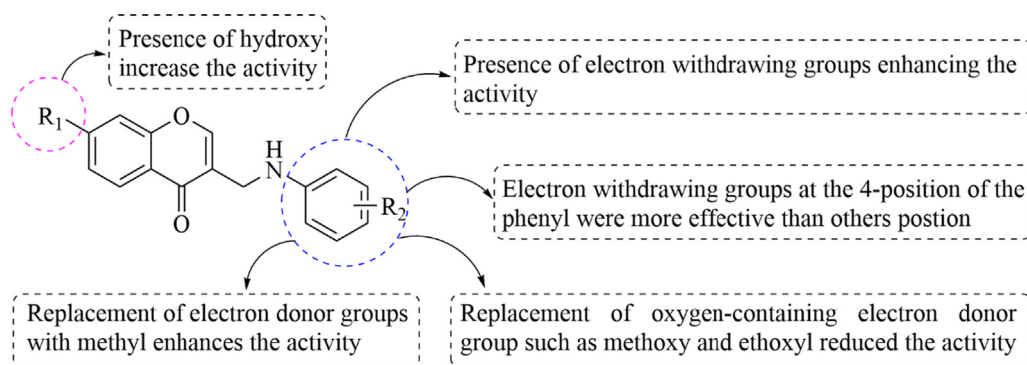 Presence of hydroxy
increase the activity
Presence of electron withdrawing groups enhancing the
activity
R1
O
H
N
O
R2
Electron withdrawing groups at the 4-position of the
phenyl were more effective than others postion
Replacement of electron donor groups
with methyl enhances the activity
Replacement of oxygen-containing electron donor
group such as methoxy and ethoxyl reduced the activity